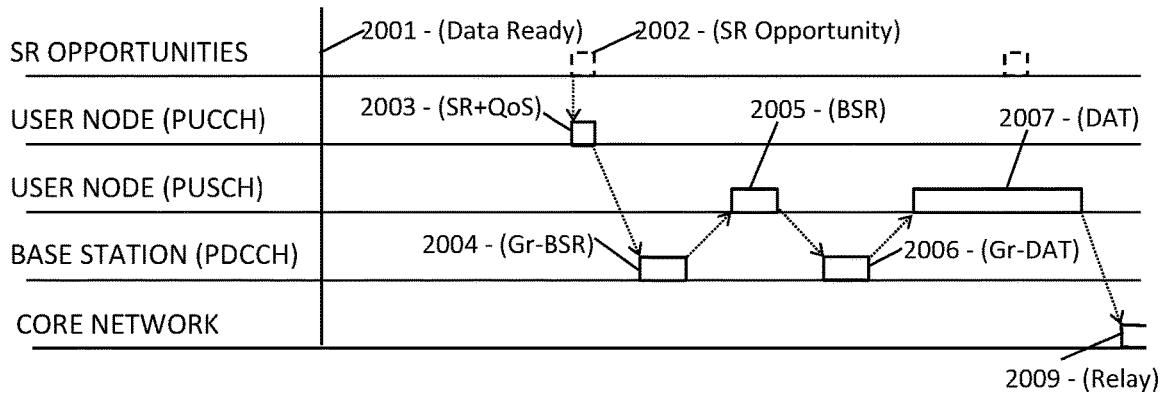 2001 - (Data Ready)
2002 - (SR Opportunity)
SR OPPORTUNITIES
2003 - (SR+QoS)
USER NODE (PUCCH)
2005 - (BSR)
2007 - (DAT)
USER NODE (PUSCH)
BASE STATION (PDCCH)
2004 - (Gr-BSR)
2006 - (Gr-DAT)
CORE NETWORK
2009 - (Relay)